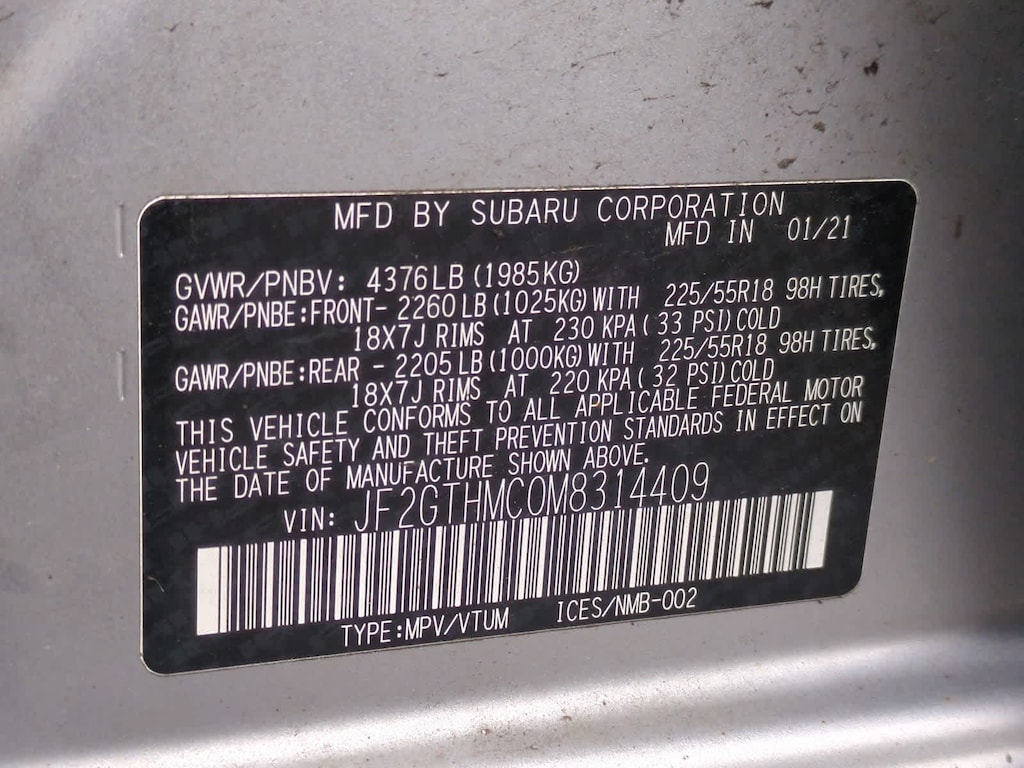 MFD BY SUBARU CORPORATION
MFD IN 01/21
GVWR/PNBV: 4376LB (1985KG)
GAWR/PNBE:FRONT- 2260 LB (1025KG) WITH 225/55R18 98H TIRES,
18X7J RIMS AT 230 KPA ( 33 PSI) COLD
GAWR/PNBE:REAR - 2205 LB (1000KG) WITH 225/55R18 98H TIRES,
18X7J RIMS AT 220 KPA ( 32 PSI) COLD
THIS VEHICLE CONFORMS TO ALL APPLICABLE FEDERAL MOTOR
VEHICLE SAFETY AND THEFT PREVENTION STANDARDS IN EFFECT ON
THE DATE OF MANUFACTURE SHOWN ABOVE.
VIN: JF2GTHMC0M8314409
TYPE:MPV/VTUM ICES/NMB-002